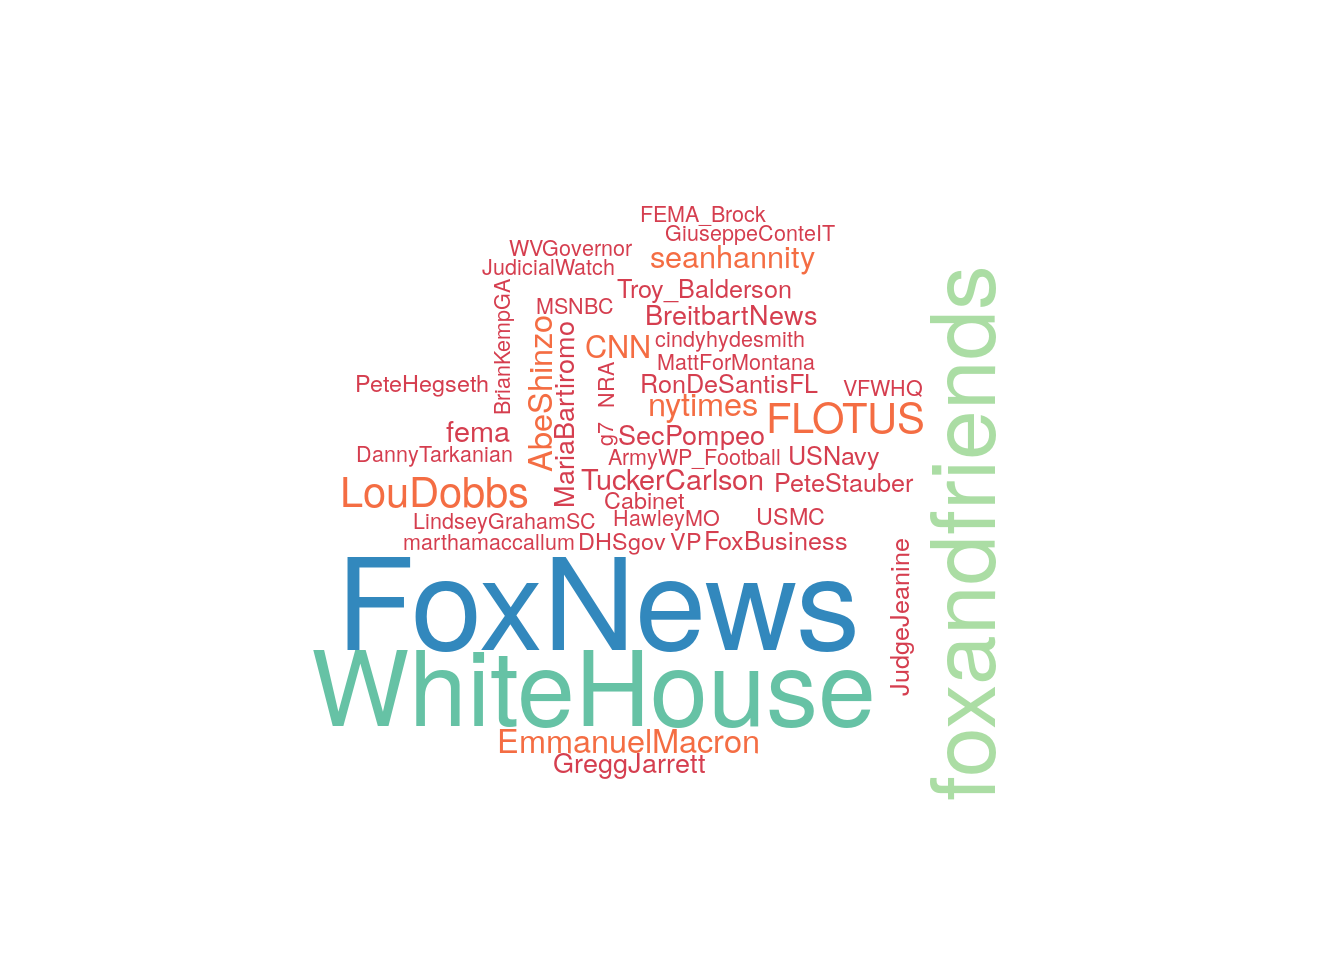 FEMA_Brock
GiuseppeConteIT
WVGovernor
seanhannity
JudicialWatch
Troy_Balderson
BrianKempGA
MSNBC
BreitbartNews
AbeShinzo
MariaBartiromo
CNN
cindyhydesmith
MattForMontana
PeteHegseth
NRA
RonDeSantisFL
VFWHQ
nytimes
FLOTUS
fema
g7
SecPompeo
DannyTarkanian
ArmyWP_Football
USNavy
LouDobbs
TuckerCarlson
PeteStauber
Cabinet
LindseyGrahamSC
HawleyMO
USMC
marthamaccallum
DHSgov
VP
FoxBusiness
FoxNews
JudgeJeanine
foxandfriends
WhiteHouse
EmmanuelMacron
GreggJarrett